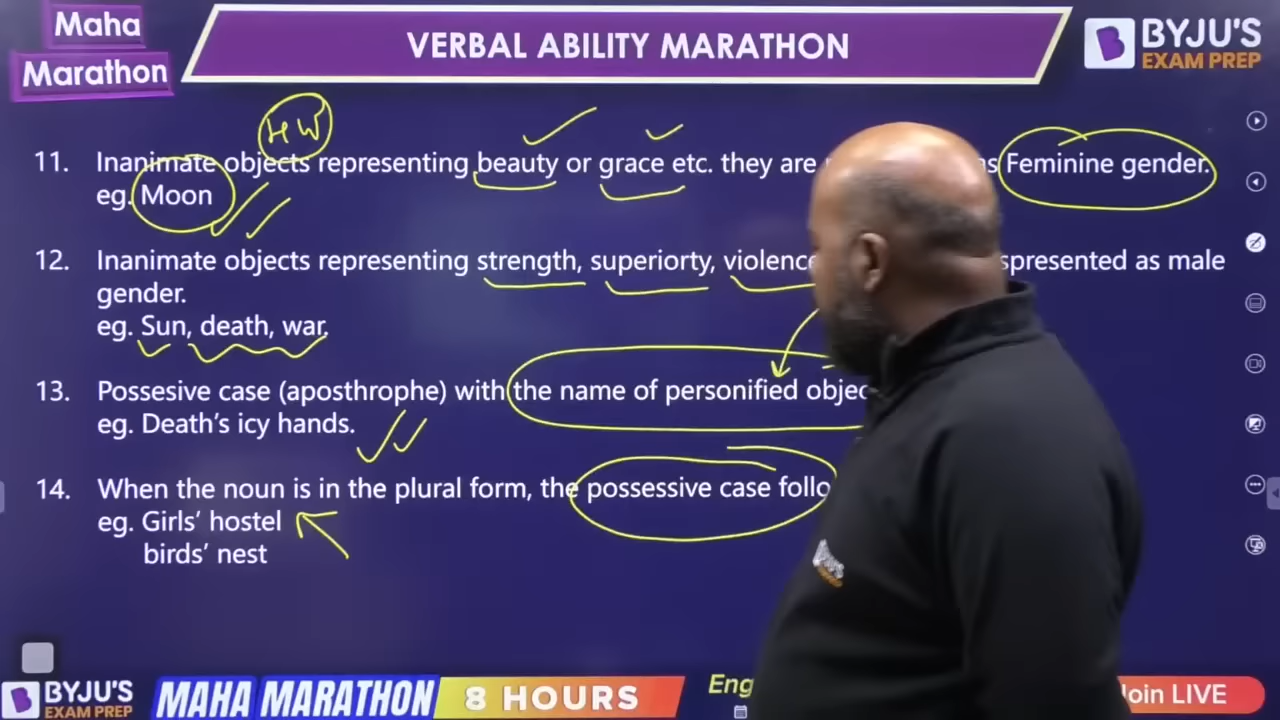 Maha
Marathon
VERBAL ABILITY MARATHON
BYJU'S
EXAM PREP
HW
11. Inanimate objects representing beauty or grace etc. they are as Feminine gender.
eg. Moon
12. Inanimate objects representing strength, superiorty, violence spresented as male
gender.
eg. Sun, death, war.
13. Possesive case (aposthrophe) with the name of personified objec
eg. Death's icy hands.
14. When the noun is in the plural form, the possessive case follo
eg. Girls' hostel
birds' nest
BYJU'S
EXAM PREP
MAHA MARATHON
8 HOURS
Eng
Join LIVE